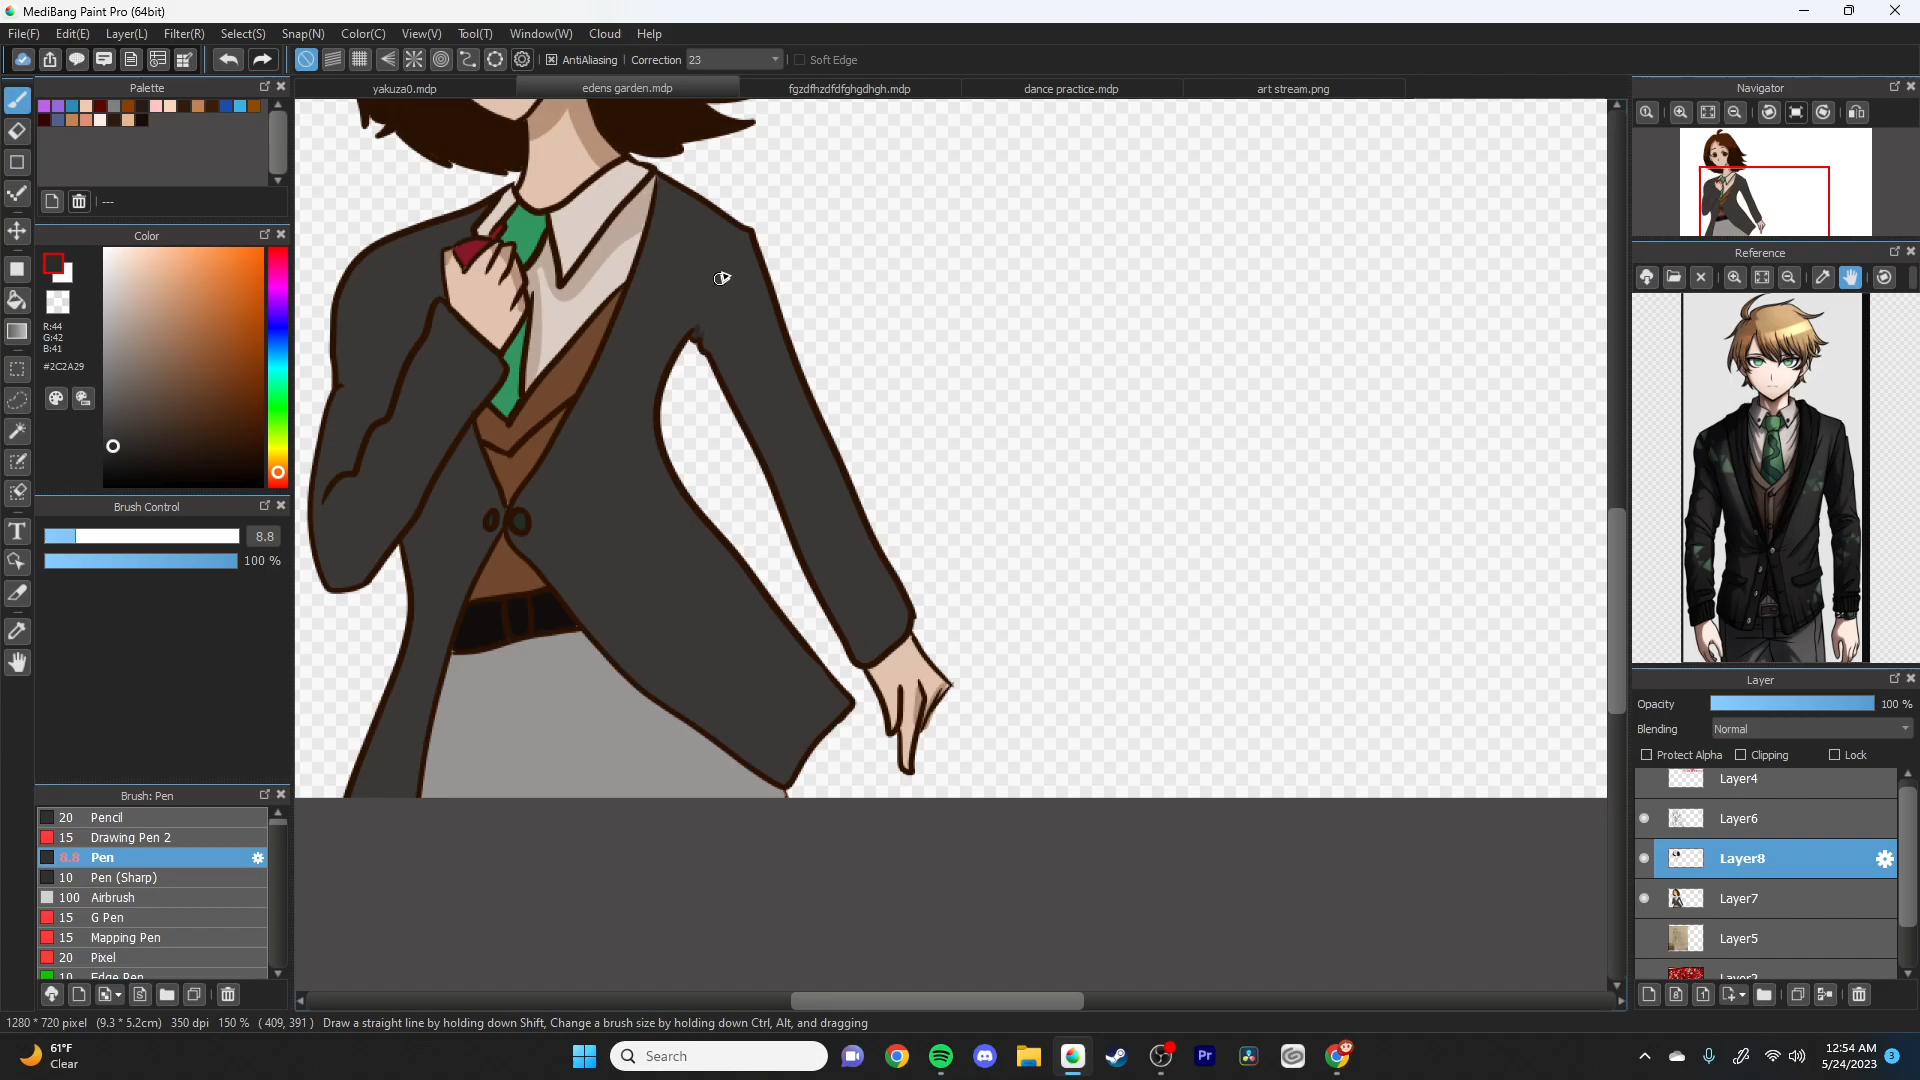 MediBang Paint Pro (64bit)
File(F) Edit(E) Layer(L) Filter(R) Select(S) Snap(N) Color(C) View(V) Tool(T) Window(W) Cloud Help
AntiAliasing Correction 23 Soft Edge
Palette
yakuza0.mdp edens garden.mdp fgzdfhzdfdfghgdhgh.mdp dance practice.mdp art stream.png
Navigator
---
Color
R:44
G:42
B:41
#2C2A29
Reference
Brush Control
8.8
100 %
Layer
Opacity 100 %
Blending Normal
Protect Alpha Clipping Lock
Layer4
Layer6
Layer8
Layer7
Layer5
Layer2
Brush: Pen
20 Pencil
15 Drawing Pen 2
8.8 Pen
10 Pen (Sharp)
100 Airbrush
15 G Pen
15 Mapping Pen
20 Pixel
10 Edge Pen
1280 * 720 pixel (9.3 * 5.2cm) 350 dpi 150 % ( 409, 391 ) Draw a straight line by holding down Shift, Change a brush size by holding down Ctrl, Alt, and dragging
61°F
Clear
Search
Pr
12:54 AM
5/24/2023
3